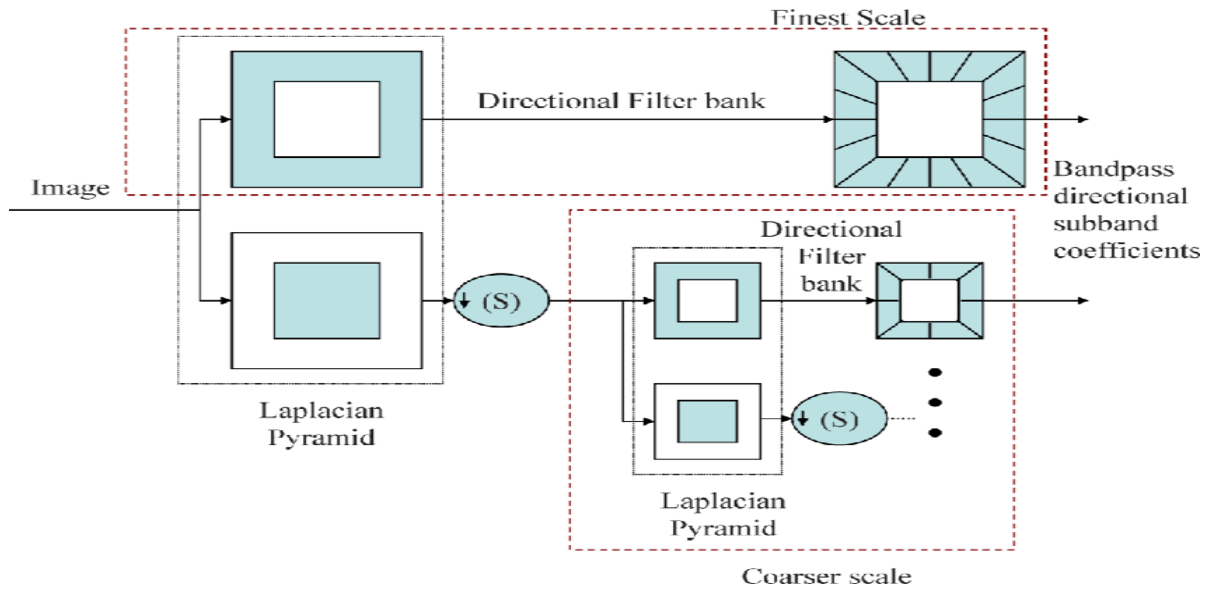 Finest Scale
Directional Filter bank
Image
Bandpass
directional
subband
coefficients
Directional
Filter
bank
↓ (S)
Laplacian
Pyramid
↓ (S)
Laplacian
Pyramid
Coarser scale